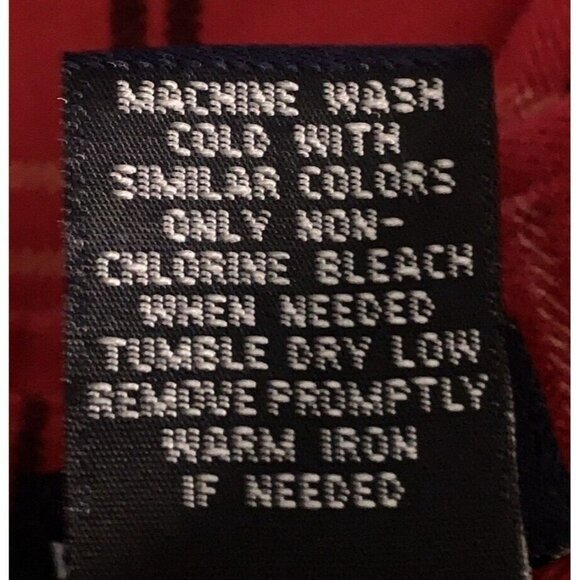 MACHINE WASH
COLD WITH
SIMILAR COLORS
ONLY NON-
CHLORINE BLEACH
WHEN NEEDED
TUMBLE DRY LOW
REMOVE PROMPTLY
WARM IRON
IF NEEDED